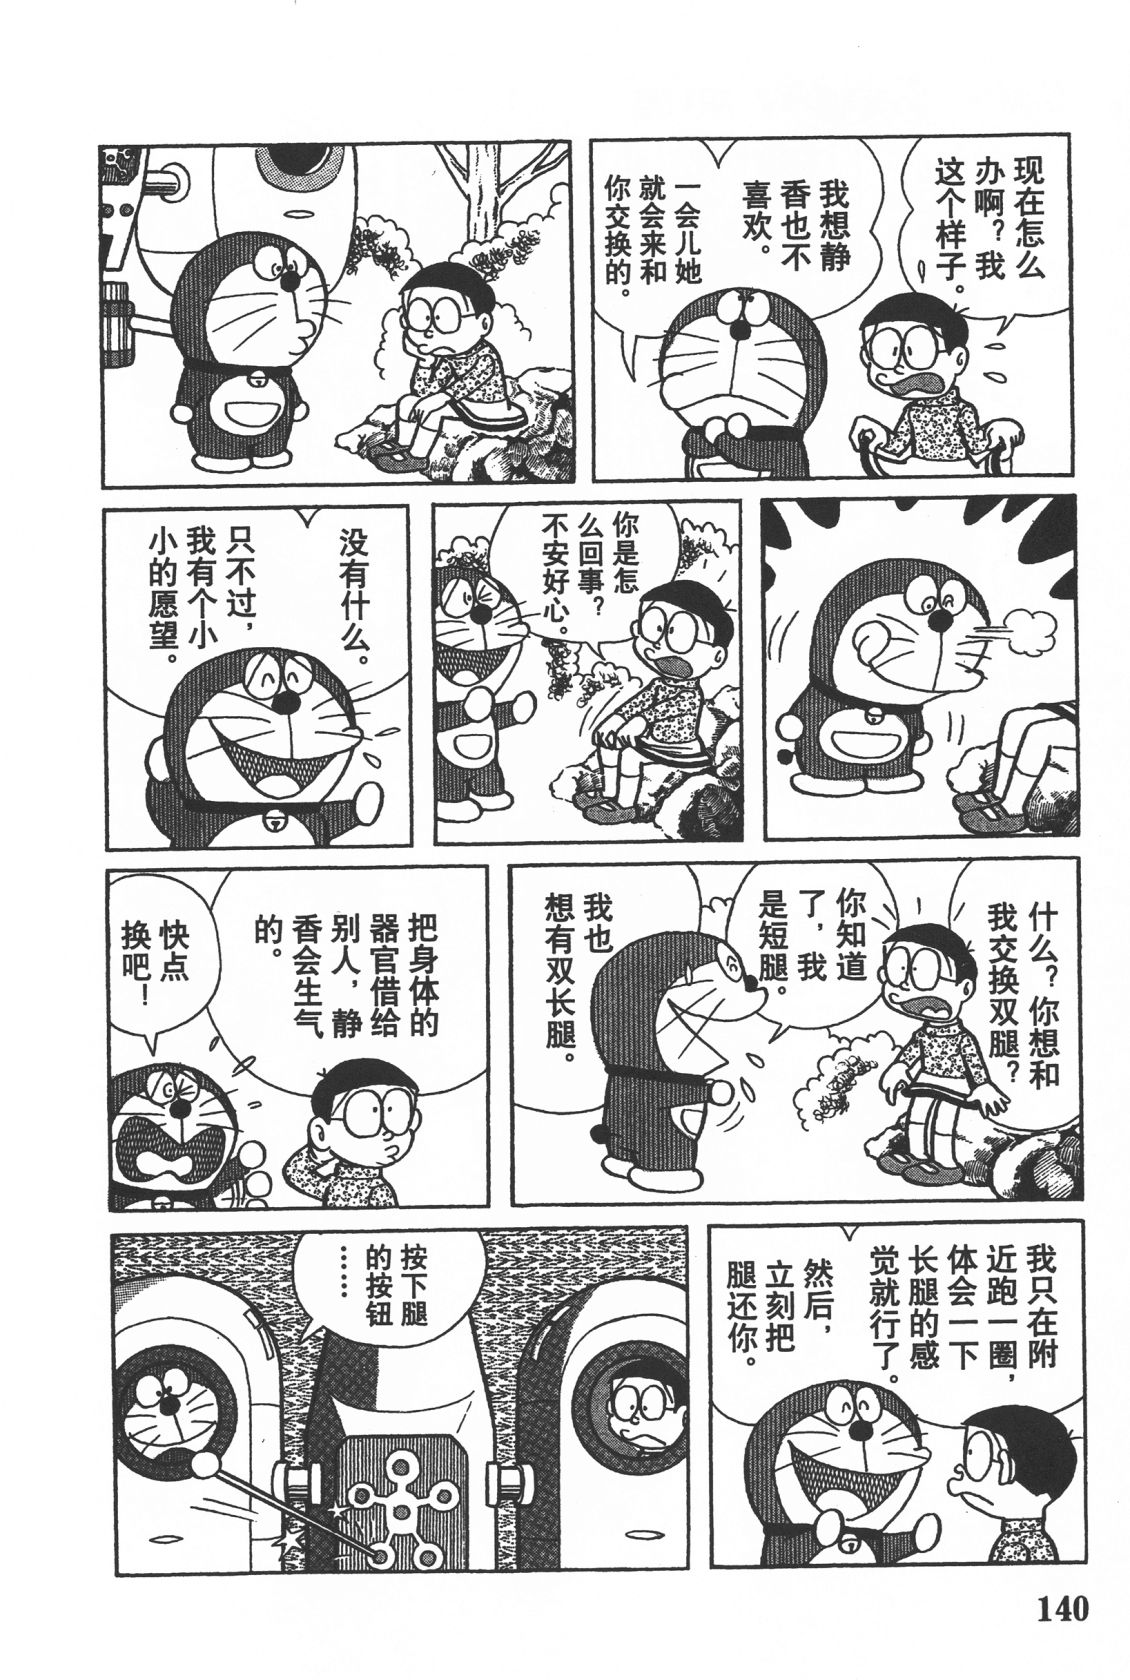 现在怎么
办啊？我
这个样子。
我想静
香也不
喜欢。
一会儿她
就会来和
你交换的。
你是怎
么回事？
不安好心。
没有什么。
只不过，
我有个小
小的愿望。
什么？你想和
我交换双腿？
你知道
了，我
是短腿。
我也
想有双长腿。
把身体的
器官借给
别人，静
香会生气
的。
快点
换吧！
我只在附
近跑一圈，
体会一下
长腿的感
觉就行了。
然后，
立刻把
腿还你。
按下腿
的按钮
……
140